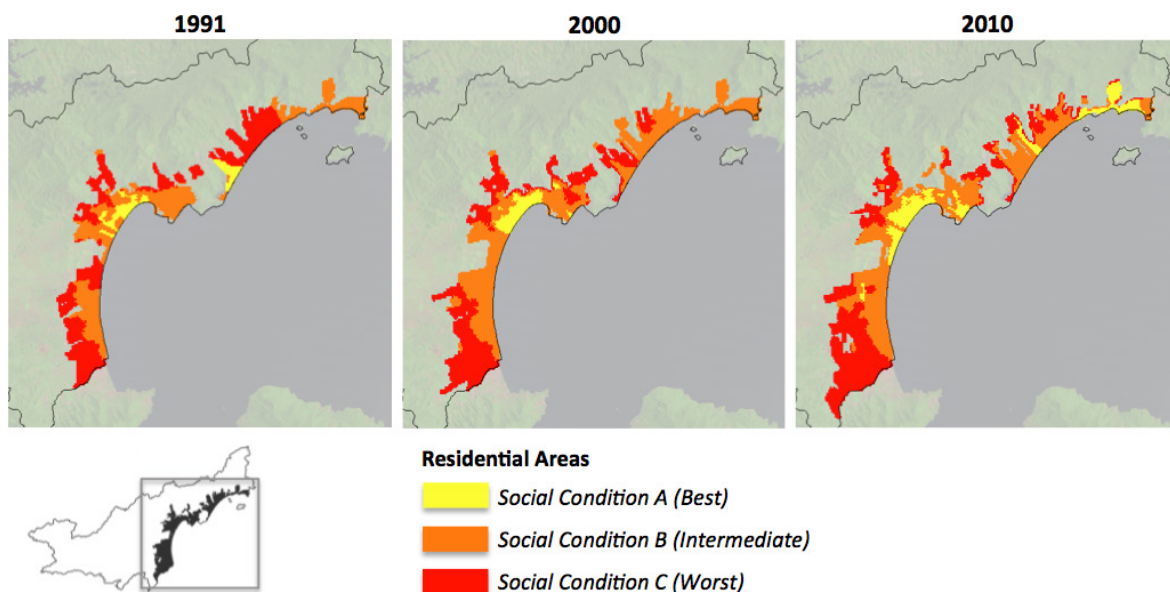 1991
2000
2010
Residential Areas
Social Condition A (Best)
Social Condition B (Intermediate)
Social Condition C (Worst)